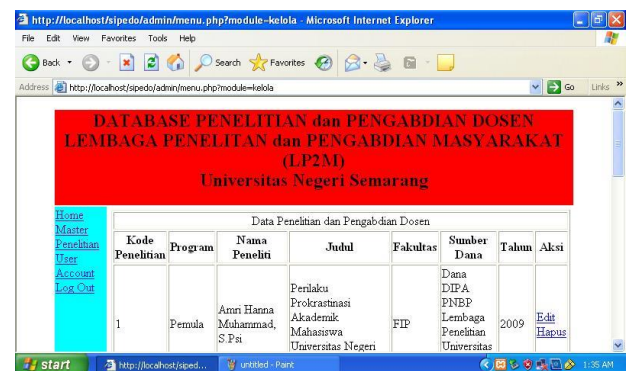 http://localhost/sipedo/admin/menu.php?module=kelola - Microsoft Internet Explorer
File Edit View Favorites Tools Help
Back Search Favorites
Address http://localhost/sipedo/admin/menu.php?module=kelola Go Links »
DATABASE PENELITIAN dan PENGABDIAN DOSEN
LEMBAGA PENELITAN dan PENGABDIAN MASYARAKAT
(LP2M)
Universitas Negeri Semarang
Home
Master
Penelitian
User
Account
Log Out
Data Penelitian dan Pengabdian Dosen
Kode Penelitian Program Nama Peneliti Judul Fakultas Sumber Dana Tahun Aksi
1
Pemula
Amri Hanna
Muhammad,
S.Psi
Perilaku
Prokrastinasi
Akademik
Mahasiswa
Universitas Negeri
FIP
Dana
DIPA
PNBP
Lembaga
Penelitian
Universitas
2009
Edit
Hapus
start http://localhost/siped... untitled - Paint 1:35 AM